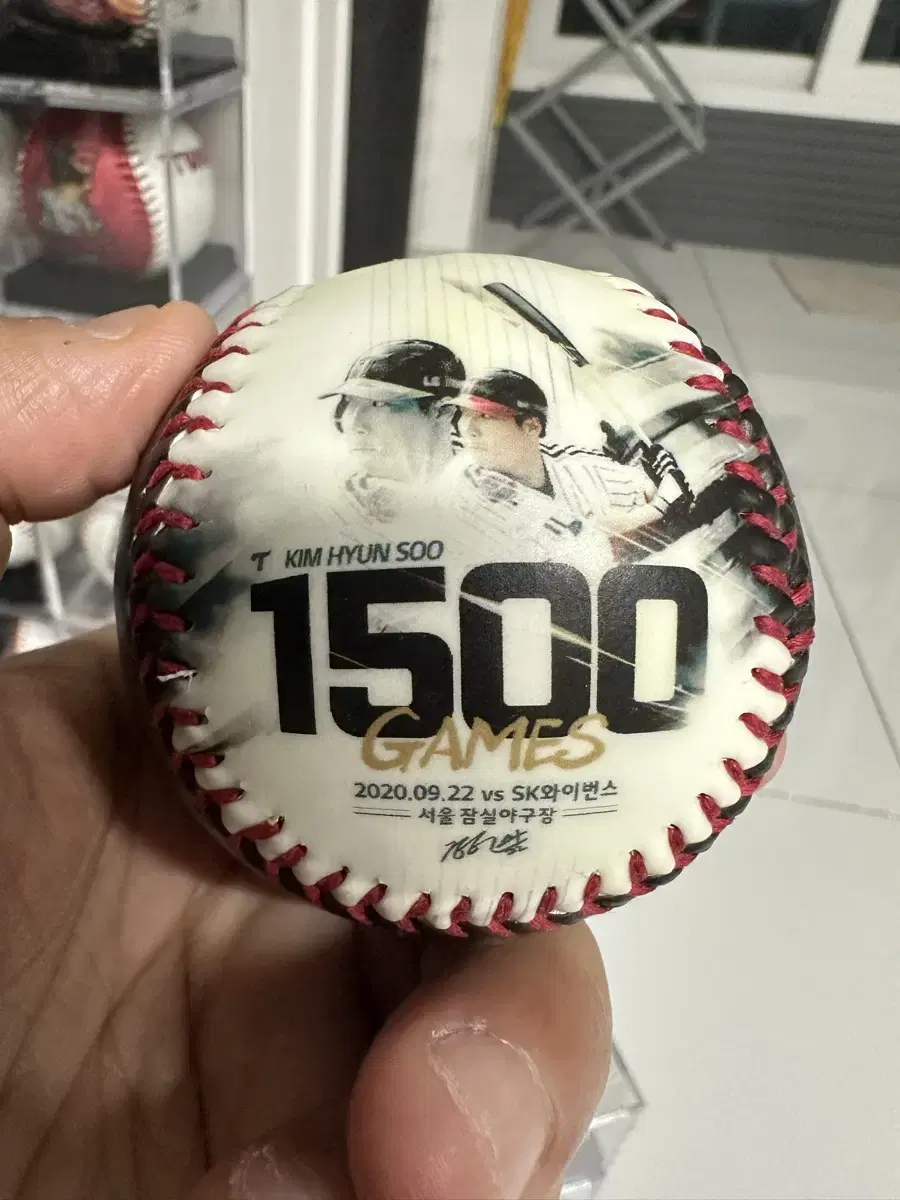 LG
T KIM HYUN SOO
1500
GAMES
2020.09.22 vs SK와이번스
서울 잠실야구장